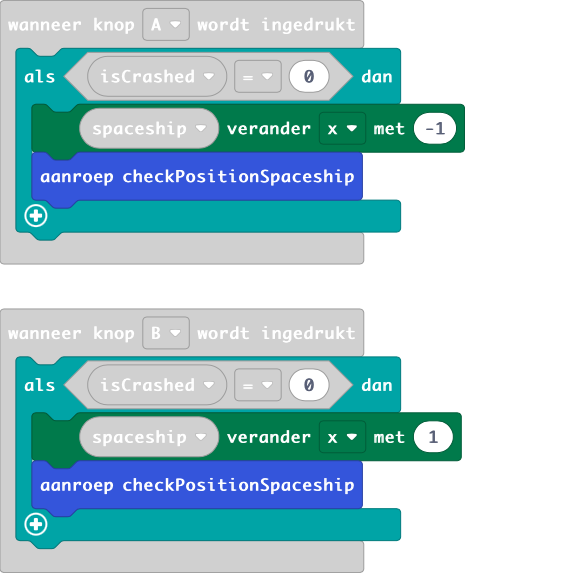 wanneer knop A wordt ingedrukt
als isCrashed = 0 dan
spaceship verander x met -1
aanroep checkPositionSpaceship
wanneer knop B wordt ingedrukt
als isCrashed = 0 dan
spaceship verander x met 1
aanroep checkPositionSpaceship